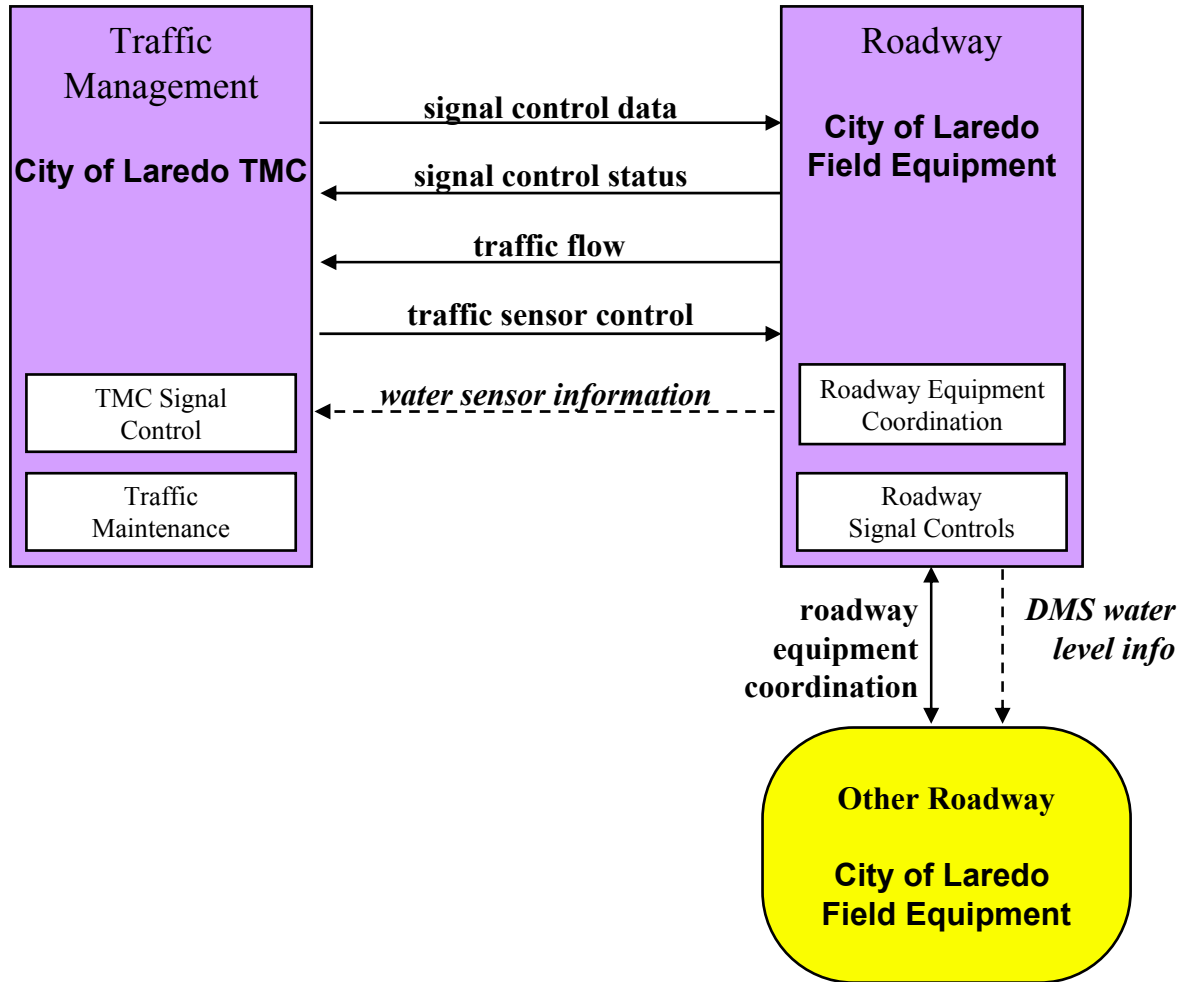 Traffic
Management
City of Laredo TMC
signal control data
signal control status
traffic flow
traffic sensor control
water sensor information
TMC Signal
Control
Traffic
Maintenance
Roadway
City of Laredo
Field Equipment
Roadway Equipment
Coordination
Roadway
Signal Controls
roadway
equipment
coordination
DMS water
level info
Other Roadway
City of Laredo
Field Equipment